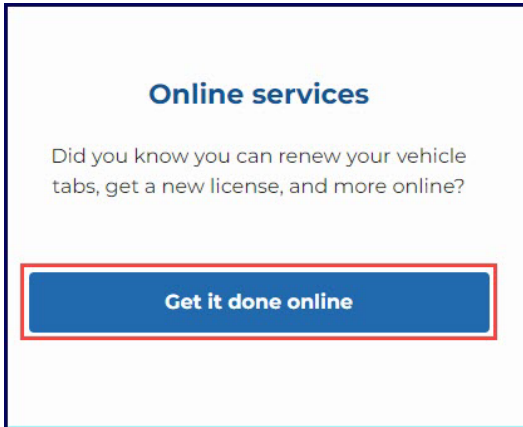 Online services
Did you know you can renew your vehicle
tabs, get a new license, and more online?
Get it done online